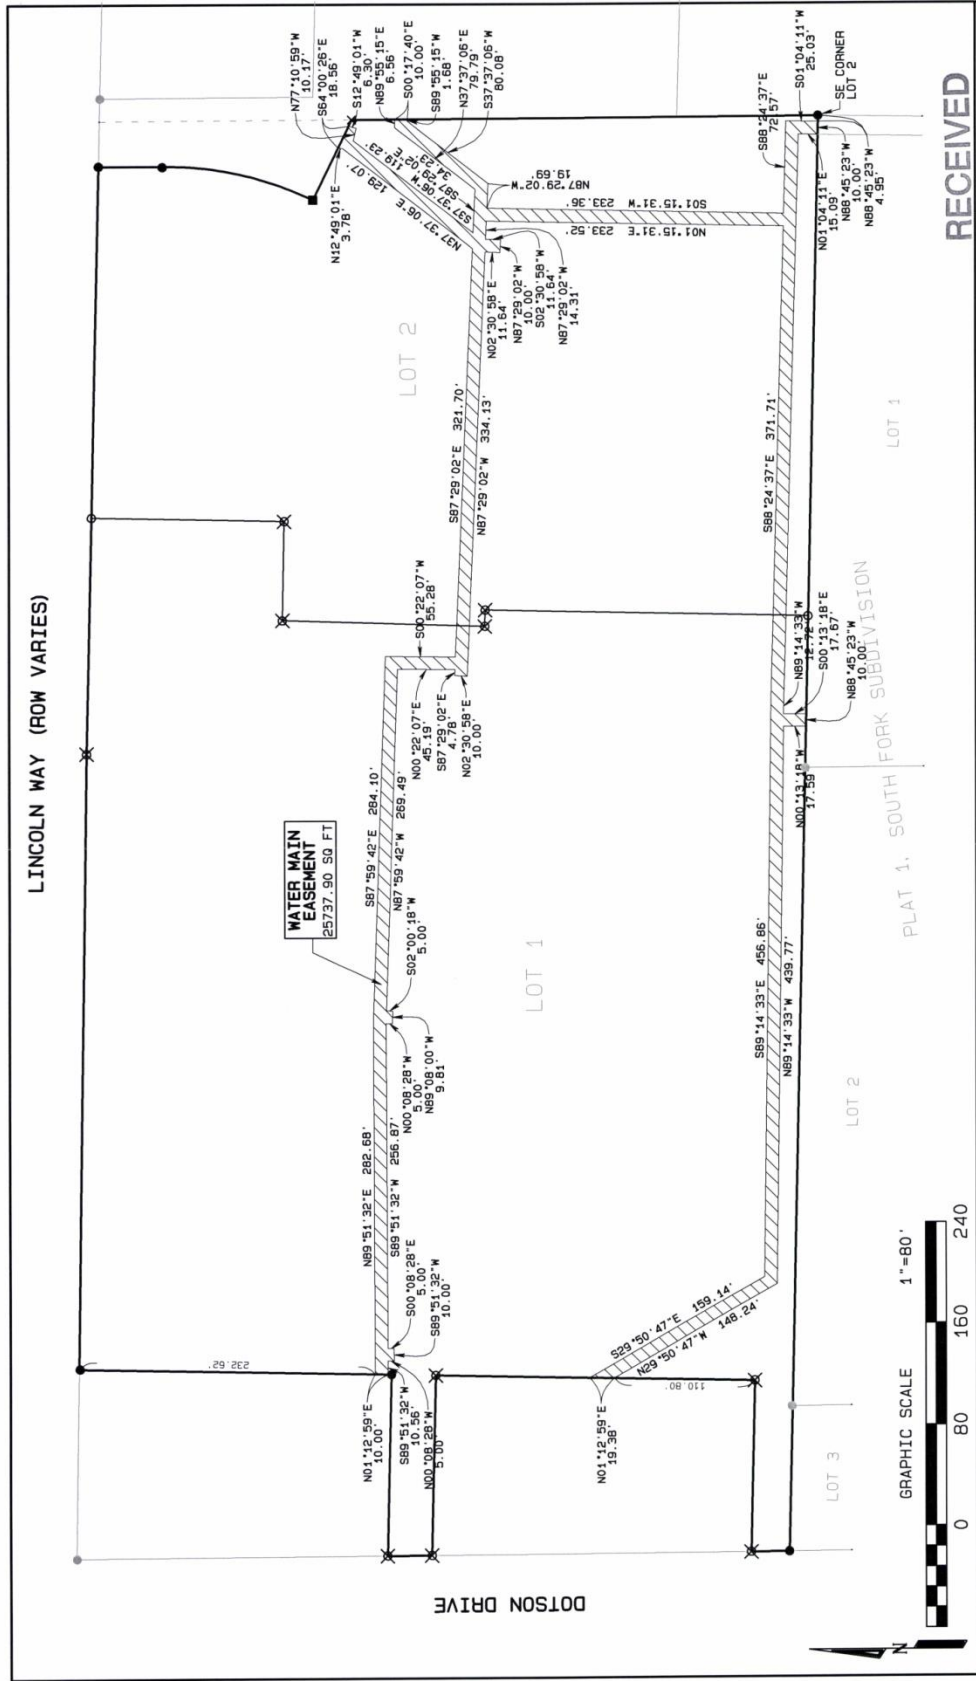 LINCOLN WAY (ROW VARIES)
N77°10'59"W
10.17'
S64°00'26"E
18.56'
S12°49'01"W
6.30'
N89°55'15"E
6.56'
S00°17'40"E
10.00'
S89°55'15"W
1.68'
N37°37'06"E
79.79'
S37°37'06"W
80.08'
N12°49'01"E
3.78'
129.07'
N37°37'06"E
119.23'
S37°37'06"W
S87°29'02"E
34.23'
N87°29'02"W
19.69'
LOT 2
S01°15'31"W 233.36'
N01°15'31"E 233.52'
S88°24'37"E
72.57'
S01°04'11"W
25.03'
SE CORNER
LOT 2
N01°04'11"E
15.09'
N88°45'23"W
10.00'
N88°45'23"W
4.95'
N02°30'58"E
11.64'
N87°29'02"W
10.00'
S02°30'58"W
11.64'
N87°29'02"W
14.31'
S87°29'02"E 321.70'
N87°29'02"W 334.13'
S88°24'37"E 371.71'
LOT 1
S00°22'07"W
55.28'
N00°22'07"E
45.19'
S87°29'02"E
4.78'
N02°30'58"E
10.00'
N89°14'33"W
12.72'
S00°13'18"E
17.67'
N88°45'23"W
10.00'
N00°13'18"W
17.59'
PLAT 1, SOUTH FORK SUBDIVISION
WATER MAIN
EASEMENT
25737.90 SQ FT
S87°59'42"E 284.10'
N87°59'42"W 269.49'
S02°00'18"W
5.00'
N00°08'28"W
5.00'
N89°08'00"W
9.81'
LOT 1
S89°14'33"E 456.86'
N89°14'33"W 439.77'
LOT 2
N89°51'32"E 282.68'
S89°51'32"W 256.87'
S00°08'28"E
5.00'
S89°51'32"W
10.00'
232.62'
N01°12'59"E
10.00'
S89°51'32"W
10.56'
N00°08'28"W
5.00'
S29°50'47"E 159.14'
N29°50'47"W 148.24'
110.80'
N01°12'59"E
19.38'
LOT 3
DOTSON DRIVE
GRAPHIC SCALE 1"=80'
0 80 160 240
N
RECEIVED